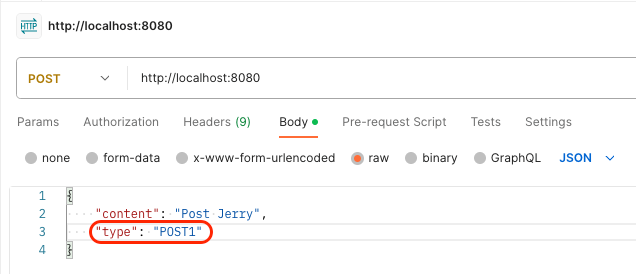 HTTP http://localhost:8080
POST http://localhost:8080
Params Authorization Headers (9) Body Pre-request Script Tests Settings
none form-data x-www-form-urlencoded raw binary GraphQL JSON
1 {
2 "content": "Post Jerry",
3 "type": "POST1"
4 }